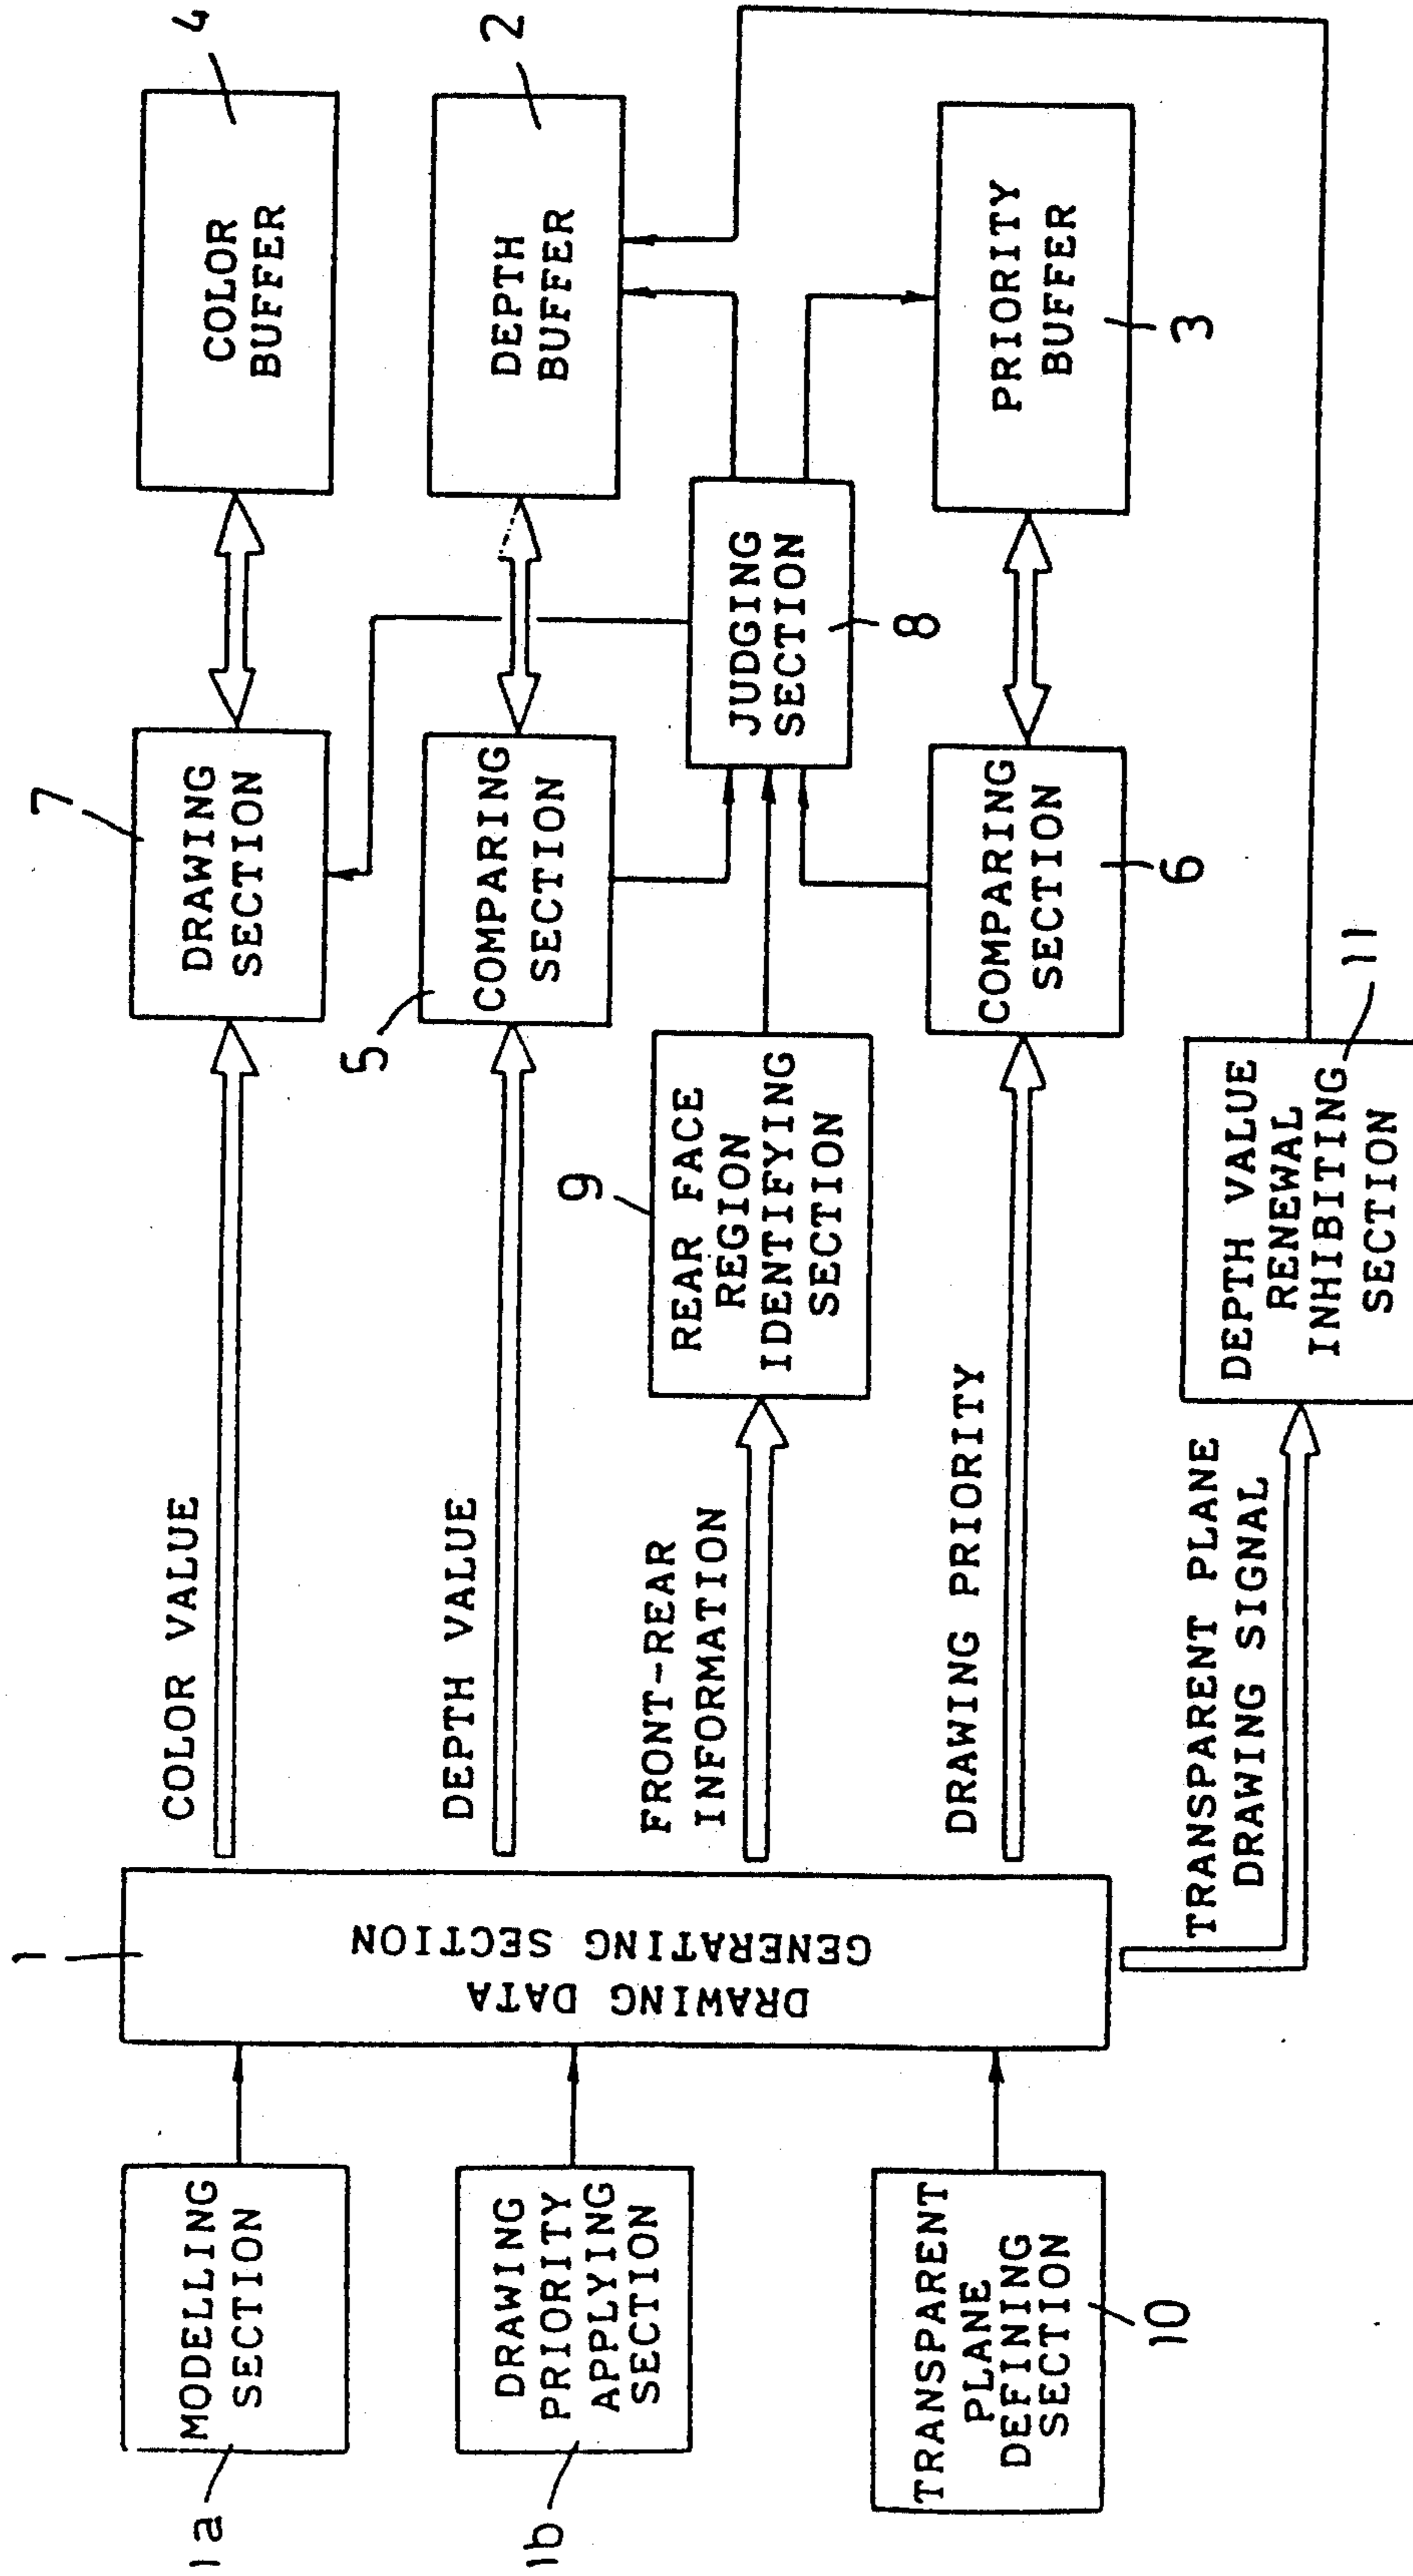 1a
MODELLING
SECTION
1b
DRAWING
PRIORITY
APPLYING
SECTION
TRANSPARENT
PLANE
DEFINING
SECTION
10
1
DRAWING DATA
GENERATING SECTION
COLOR VALUE
DEPTH VALUE
FRONT-REAR
INFORMATION
DRAWING PRIORITY
TRANSPARENT PLANE
DRAWING SIGNAL
7
DRAWING
SECTION
5
COMPARING
SECTION
9
REAR FACE
REGION
IDENTIFYING
SECTION
COMPARING
SECTION
6
DEPTH VALUE
RENEWAL
INHIBITING
SECTION
11
JUDGING
SECTION
8
4
COLOR
BUFFER
2
DEPTH
BUFFER
PRIORITY
BUFFER
3